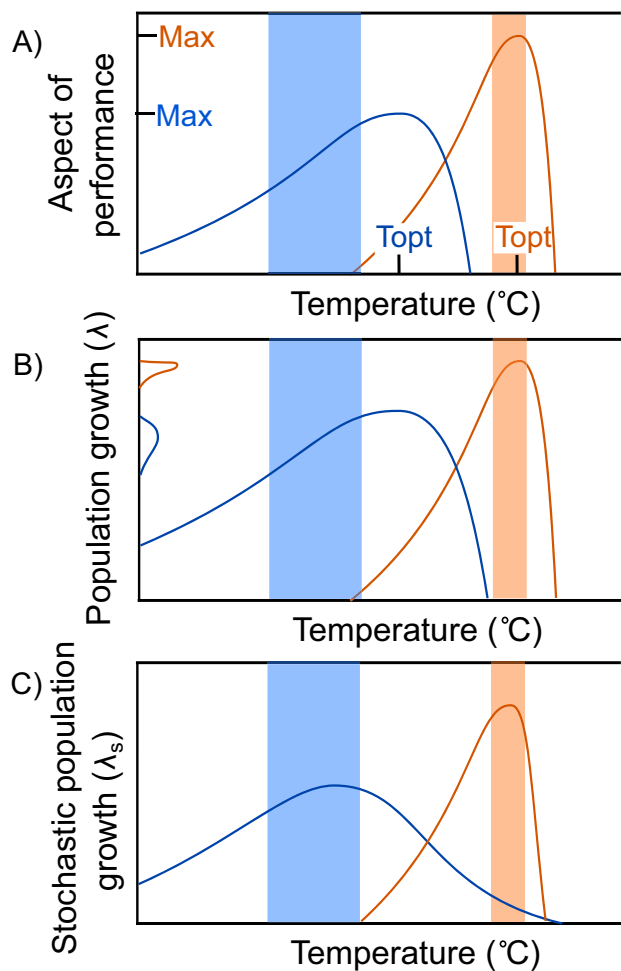 A)
Aspect of
performance
Max
Max
Topt
Topt
Temperature (°C)
B)
Population growth (λ)
Temperature (°C)
C)
Stochastic population
growth (λₛ)
Temperature (°C)